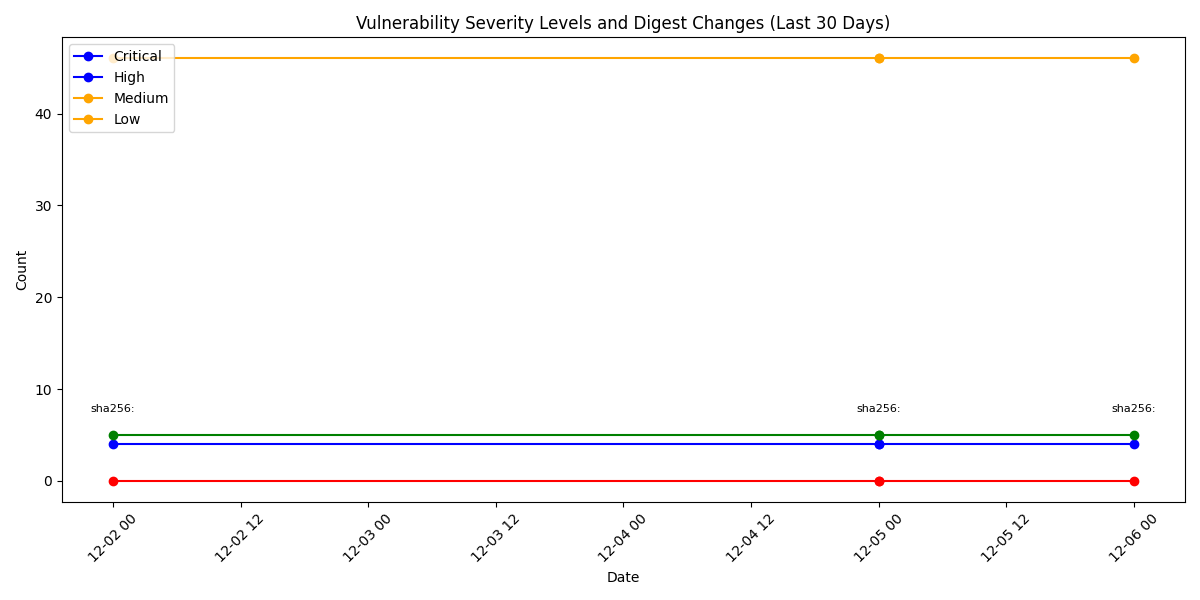 Vulnerability Severity Levels and Digest Changes (Last 30 Days)
Critical
High
Medium
Low
Count
40
30
20
10
0
sha256:
sha256:
sha256:
12-02 00
12-02 12
12-03 00
12-03 12
12-04 00
12-04 12
12-05 00
12-05 12
12-06 00
Date